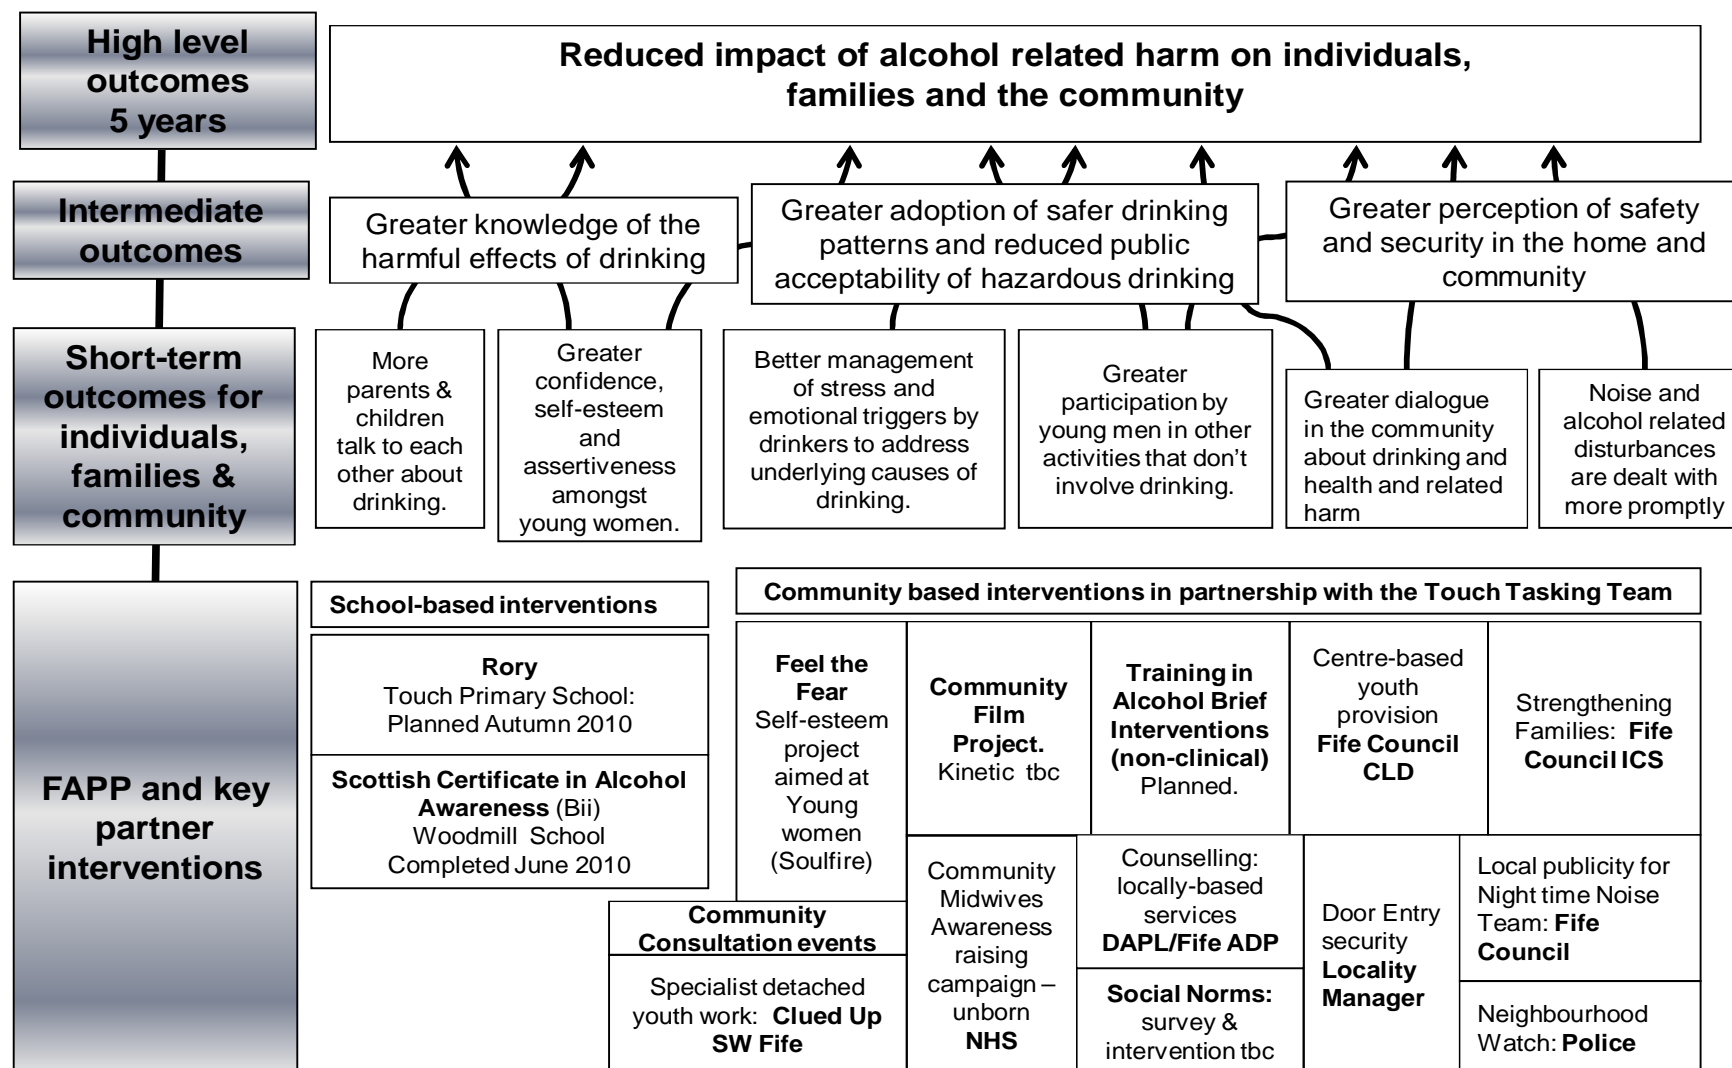 High level
outcomes
5 years
Reduced impact of alcohol related harm on individuals,
families and the community
Intermediate
outcomes
Greater knowledge of the
harmful effects of drinking
Greater adoption of safer drinking
patterns and reduced public
acceptability of hazardous drinking
Greater perception of safety
and security in the home and
community
Short-term
outcomes for
individuals,
families &
community
More
parents &
children
talk to each
other about
drinking.
Greater
confidence,
self-esteem
and
assertiveness
amongst
young women.
Better management
of stress and
emotional triggers by
drinkers to address
underlying causes of
drinking.
Greater
participation by
young men in other
activities that don't
involve drinking.
Greater dialogue
in the community
about drinking and
health and related
harm
Noise and
alcohol related
disturbances
are dealt with
more promptly
FAPP and key
partner
interventions
School-based interventions
Rory
Touch Primary School:
Planned Autumn 2010
Scottish Certificate in Alcohol
Awareness (Bii)
Woodmill School
Completed June 2010
Community based interventions in partnership with the Touch Tasking Team
Feel the
Fear
Self-esteem
project
aimed at
Young
women
(Soulfire)
Community
Film
Project.
Kinetic tbc
Training in
Alcohol Brief
Interventions
(non-clinical)
Planned.
Centre-based
youth
provision
Fife Council
CLD
Strengthening
Families: Fife
Council ICS
Community
Consultation events
Specialist detached
youth work: Clued Up
SW Fife
Community
Midwives
Awareness
raising
campaign –
unborn
NHS
Counselling:
locally-based
services
DAPL/Fife ADP
Social Norms:
survey &
intervention tbc
Door Entry
security
Locality
Manager
Local publicity for
Night time Noise
Team: Fife
Council
Neighbourhood
Watch: Police